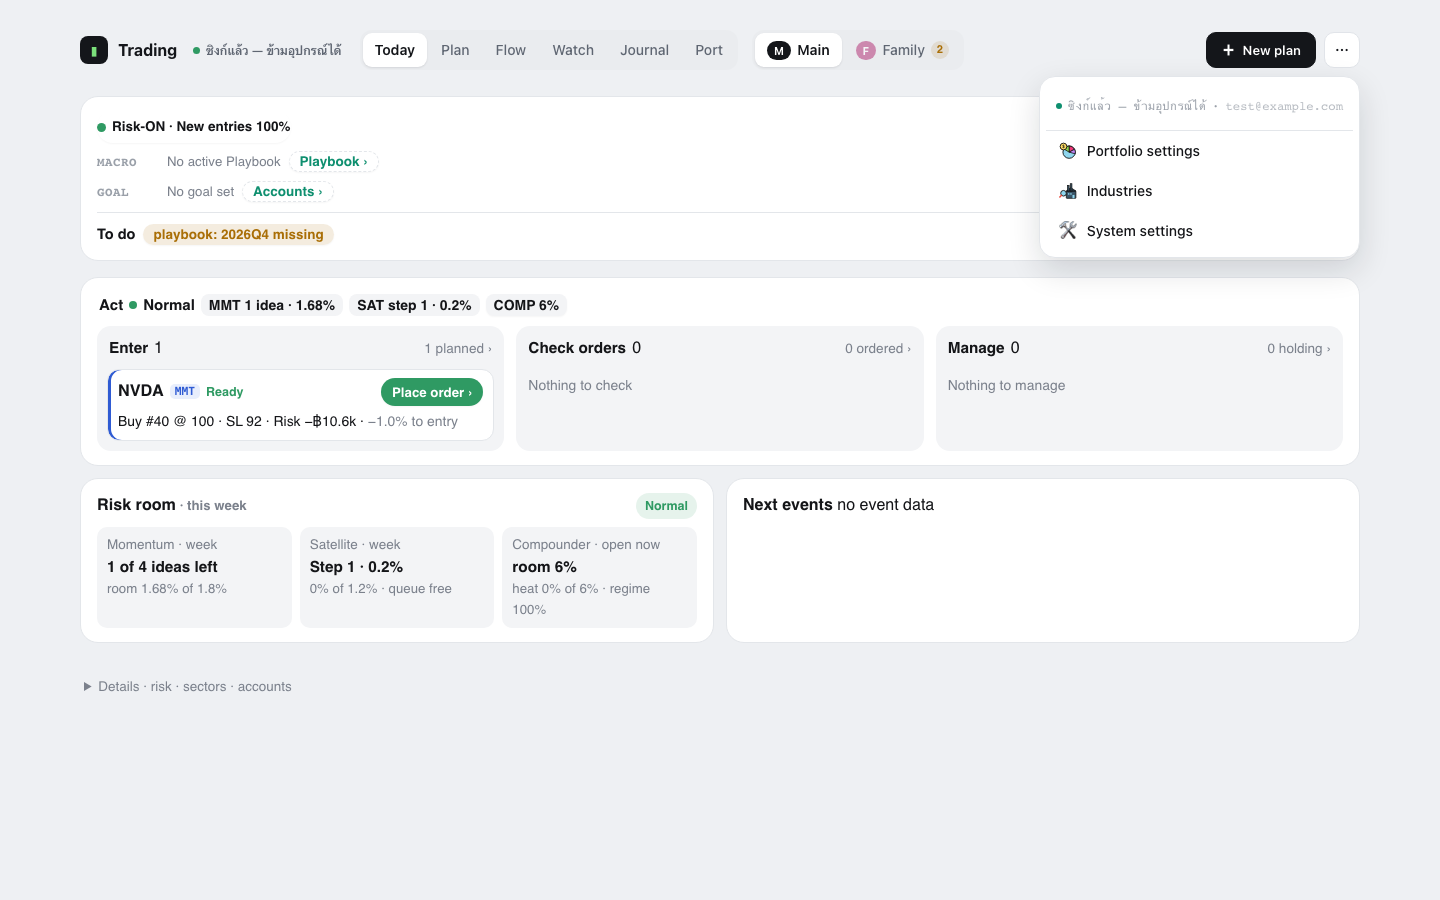 Trading
ซิงก์แล้ว — ข้ามอุปกรณ์ได้
Today Plan Flow Watch Journal Port
M Main F Family 2
+ New plan ···
ซิงก์แล้ว — ข้ามอุปกรณ์ได้ · test@example.com
Portfolio settings
Industries
System settings
Risk-ON · New entries 100%
MACRO No active Playbook Playbook ›
GOAL No goal set Accounts ›
To do playbook: 2026Q4 missing
Act Normal MMT 1 idea · 1.68% SAT step 1 · 0.2% COMP 6%
Enter 1 1 planned ›
NVDA MMT Ready Place order ›
Buy #40 @ 100 · SL 92 · Risk −฿10.6k · −1.0% to entry
Check orders 0 0 ordered ›
Nothing to check
Manage 0 0 holding ›
Nothing to manage
Risk room · this week Normal
Momentum · week
1 of 4 ideas left
room 1.68% of 1.8%
Satellite · week
Step 1 · 0.2%
0% of 1.2% · queue free
Compounder · open now
room 6%
heat 0% of 6% · regime
100%
Next events no event data
▶ Details · risk · sectors · accounts